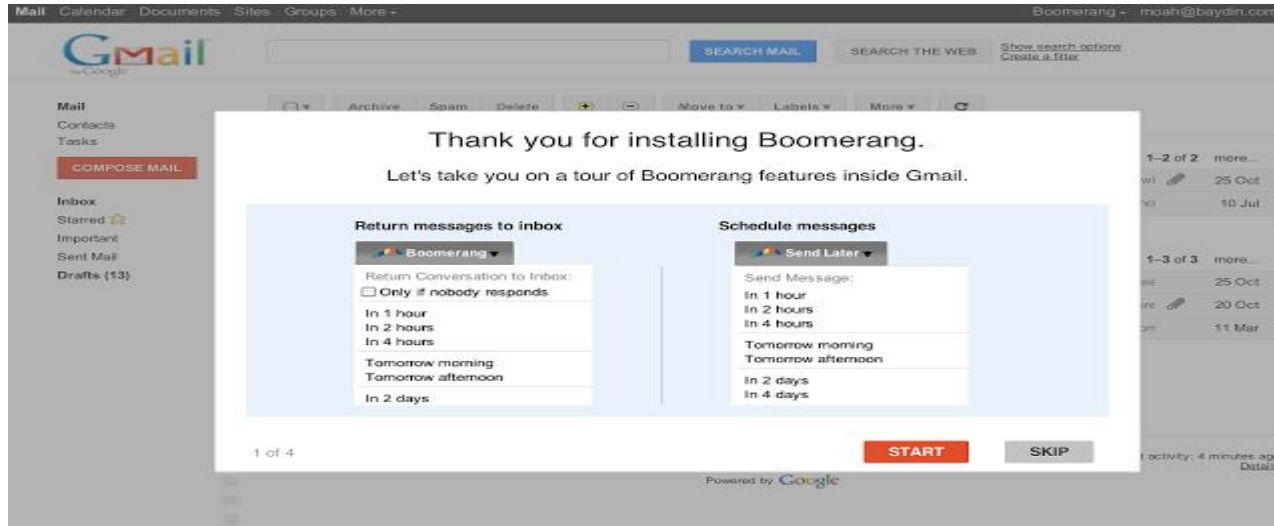 Mail Calendar Documents Sites Groups More
Boomerang moah@baydin.com
Gmail
by Google
SEARCH MAIL
SEARCH THE WEB
Show search options
Create a filter
Mail
Contacts
Tasks
COMPOSE MAIL
Inbox
Starred
Important
Sent Mail
Drafts (13)
Archive Spam Delete Move to Labels More
Thank you for installing Boomerang.
Let's take you on a tour of Boomerang features inside Gmail.
Return messages to inbox
Boomerang
Return Conversation to Inbox:
Only if nobody responds
In 1 hour
In 2 hours
In 4 hours
Tomorrow morning
Tomorrow afternoon
In 2 days
Schedule messages
Send Later
Send Message:
In 1 hour
In 2 hours
In 4 hours
Tomorrow morning
Tomorrow afternoon
In 2 days
In 4 days
1 of 4
START
SKIP
1–2 of 2 more...
25 Oct
10 Jul
1–3 of 3 more...
25 Oct
20 Oct
11 Mar
activity: 4 minutes ag
Detail
Powered by Google